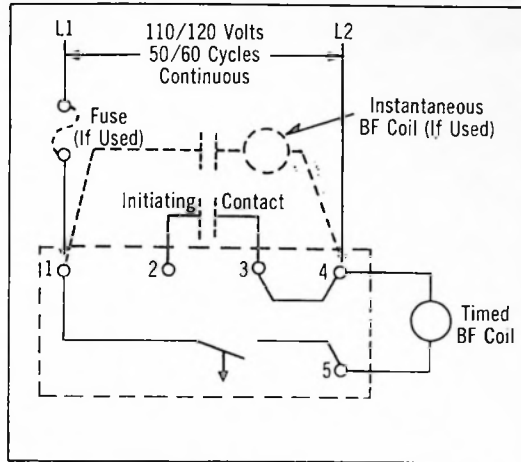 L1
110/120 Volts
L2
50/60 Cycles
Continuous
Fuse
(If Used)
Instantaneous
BF Coil (If Used)
Initiating Contact
1
2
3
4
Timed
BF Coil
5